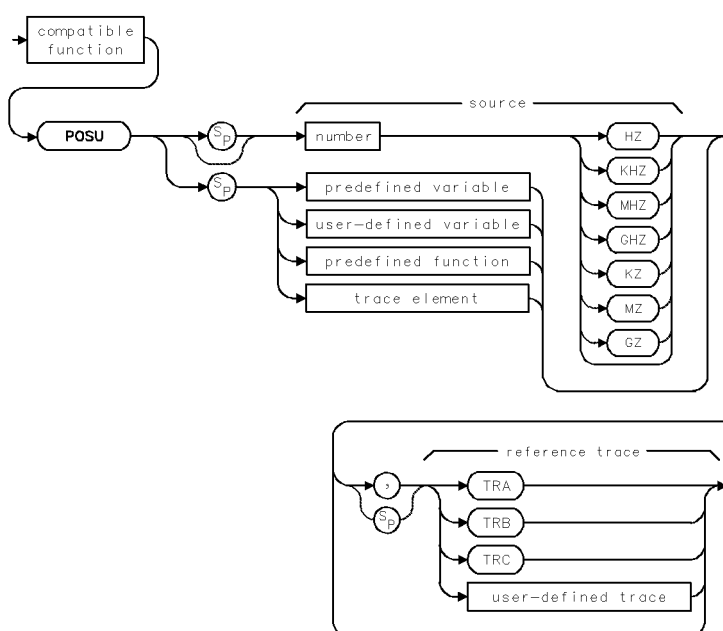 compatible
function
source
POSU
SP
number
HZ
KHZ
SP
predefined variable
MHZ
user-defined variable
GHZ
predefined function
KZ
trace element
MZ
GZ
reference trace
,
TRA
SP
TRB
TRC
user-defined trace